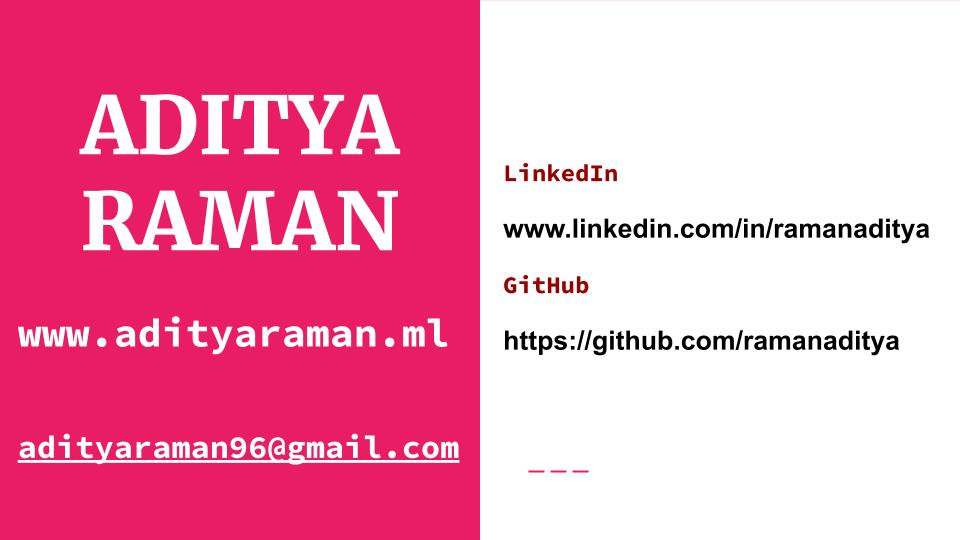 ADITYA
RAMAN
www.adityaraman.ml
adityaraman96@gmail.com
LinkedIn
www.linkedin.com/in/ramanaditya
GitHub
https://github.com/ramanaditya